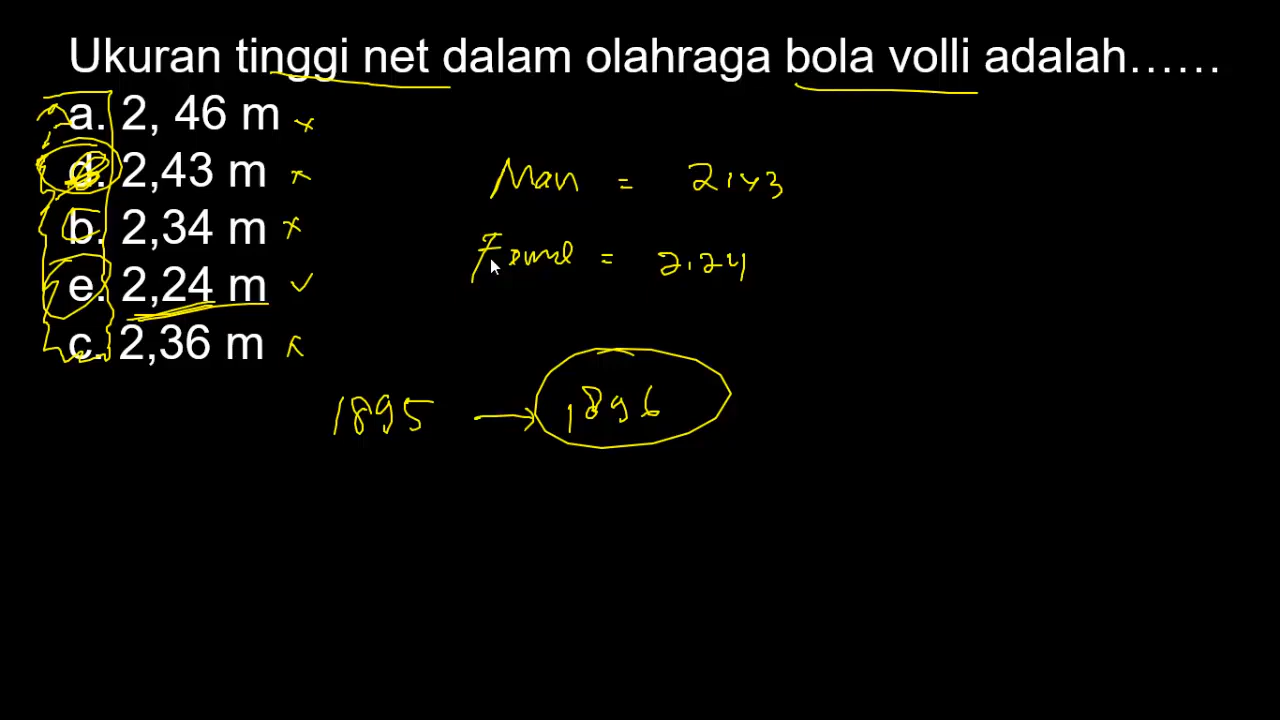 Ukuran tinggi net dalam olahraga bola volli adalah……
a. 2, 46 m x
d. 2,43 m x
b. 2,34 m x
e. 2,24 m ✓
c. 2,36 m x
Man = 2.43
= 2.24
1895 → 1896